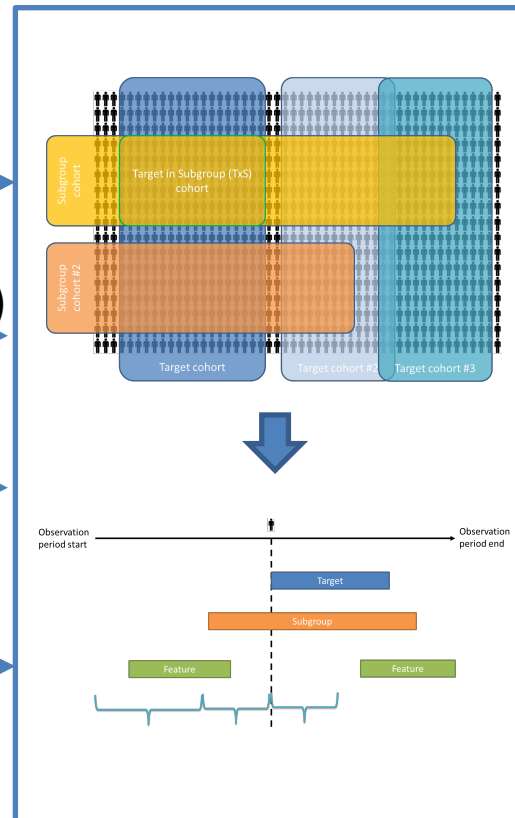 Subgroup
cohort
Target in Subgroup (TxS)
cohort
Subgroup
cohort #2
Target cohort
Target cohort #2
Target cohort #3
Observation
period start
Observation
period end
Target
Subgroup
Feature
Feature